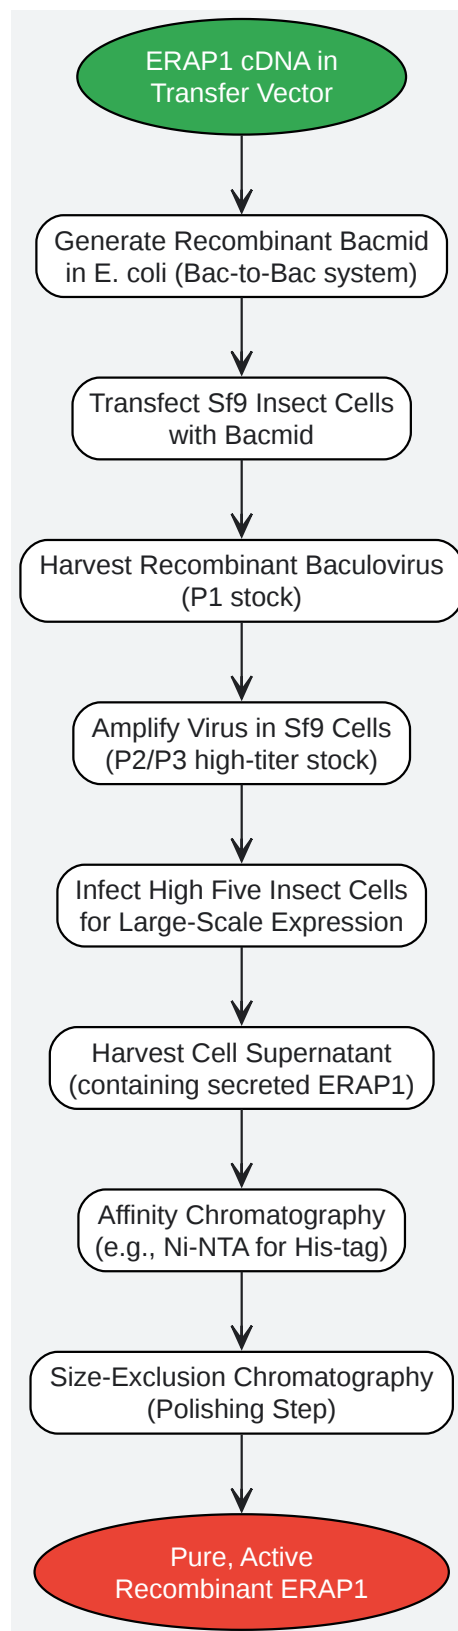 ERAP1 cDNA in
Transfer Vector
Generate Recombinant Bacmid
in E. coli (Bac-to-Bac system)
Transfect Sf9 Insect Cells
with Bacmid
Harvest Recombinant Baculovirus
(P1 stock)
Amplify Virus in Sf9 Cells
(P2/P3 high-titer stock)
Infect High Five Insect Cells
for Large-Scale Expression
Harvest Cell Supernatant
(containing secreted ERAP1)
Affinity Chromatography
(e.g., Ni-NTA for His-tag)
Size-Exclusion Chromatography
(Polishing Step)
Pure, Active
Recombinant ERAP1